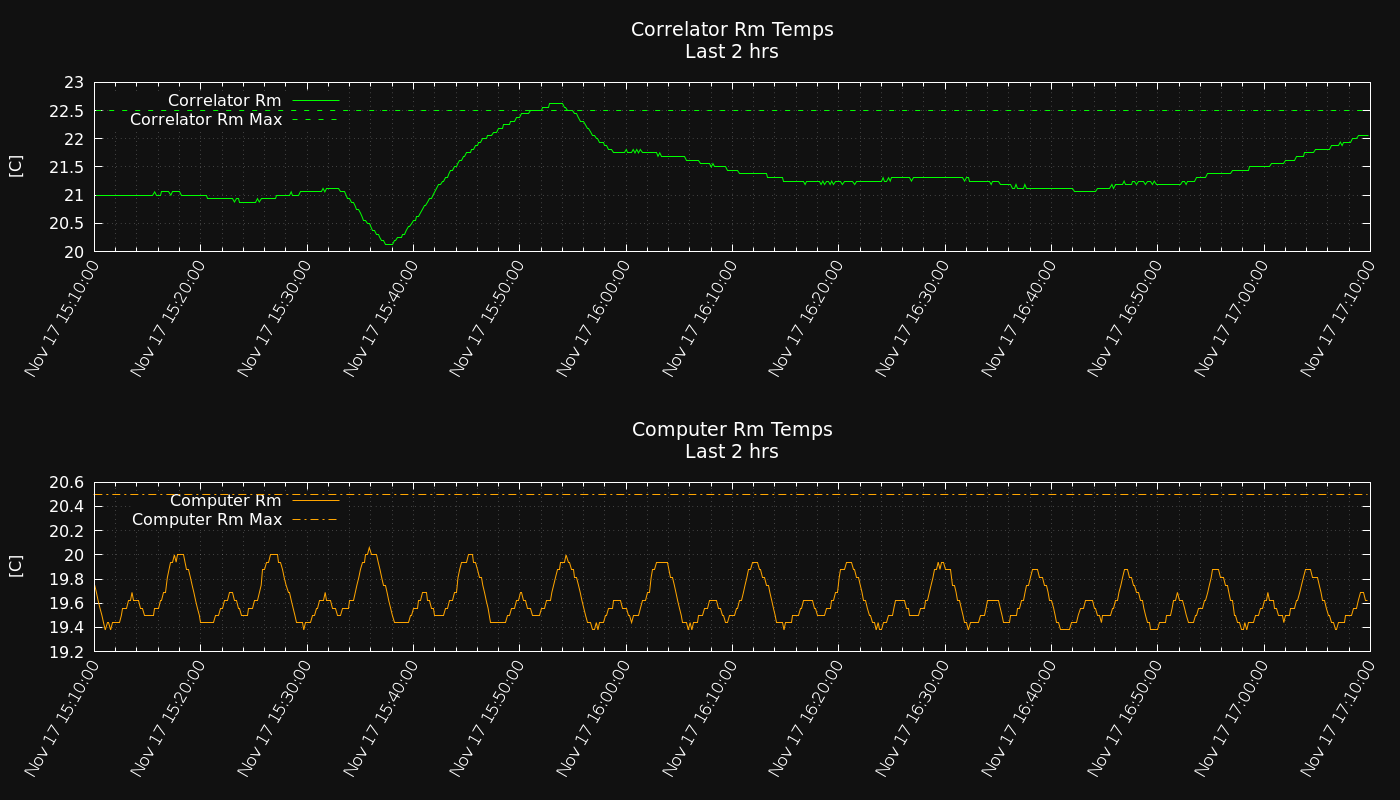 Correlator Rm Temps
Last 2 hrs
[C]
23
22.5
22
21.5
21
20.5
20
Correlator Rm
Correlator Rm Max
Nov 17 15:10:00
Nov 17 15:20:00
Nov 17 15:30:00
Nov 17 15:40:00
Nov 17 15:50:00
Nov 17 16:00:00
Nov 17 16:10:00
Nov 17 16:20:00
Nov 17 16:30:00
Nov 17 16:40:00
Nov 17 16:50:00
Nov 17 17:00:00
Nov 17 17:10:00
Computer Rm Temps
Last 2 hrs
[C]
20.6
20.4
20.2
20
19.8
19.6
19.4
19.2
Computer Rm
Computer Rm Max
Nov 17 15:10:00
Nov 17 15:20:00
Nov 17 15:30:00
Nov 17 15:40:00
Nov 17 15:50:00
Nov 17 16:00:00
Nov 17 16:10:00
Nov 17 16:20:00
Nov 17 16:30:00
Nov 17 16:40:00
Nov 17 16:50:00
Nov 17 17:00:00
Nov 17 17:10:00